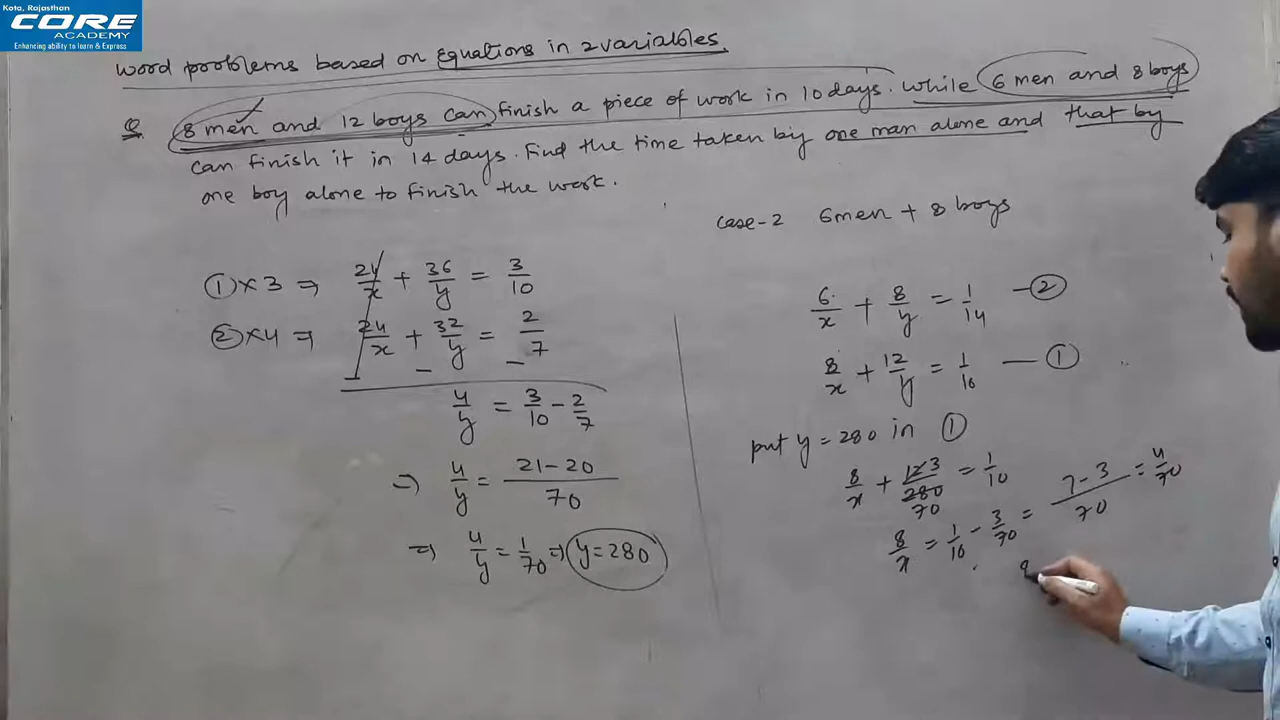 Kota, Rajasthan
CORE
ACADEMY
Enhancing ability to learn & Express
word problems based on Equations in 2 variables
Q 8 men and 12 boys can finish a piece of work in 10 days. while 6 men and 8 boys
can finish it in 14 days. Find the time taken by one man alone and that by
one boy alone to finish the work.
case-2 6men + 8 boys
① × 3 ⇒ 24/x + 36/y = 3/10
② × 4 ⇒ 24/x + 32/y = 2/7
4/y = 3/10 - 2/7
⇒ 4/y = 21-20/70
⇒ 4/y = 1/70 ⇒ y = 280
6/x + 8/y = 1/14 - ②
8/x + 12/y = 1/10 — ①
put y = 280 in ①
8/x + 12 3/280 70 = 1/10
8/x = 1/10 - 3/70 = 7-3/70 = 4/70